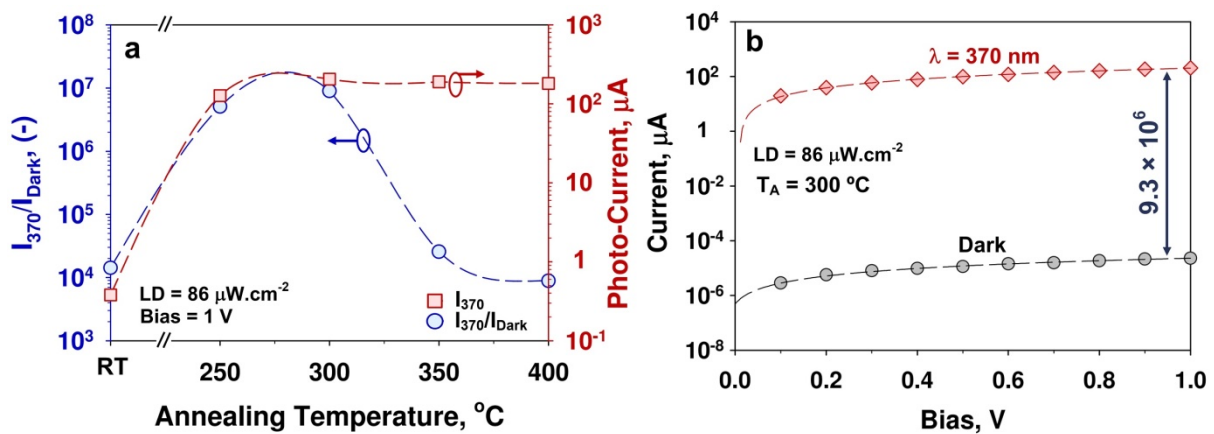 a
I₃₇₀/I_Dark, (-)
10⁸
10⁷
10⁶
10⁵
10⁴
10³
LD = 86 µW.cm⁻²
Bias = 1 V
I₃₇₀
I₃₇₀/I_Dark
RT
250
300
350
400
Annealing Temperature, °C
10³
10²
10
1
10⁻¹
Photo-Current, µA
b
Current, µA
10⁴
10²
1
10⁻²
10⁻⁴
10⁻⁶
10⁻⁸
λ = 370 nm
LD = 86 µW.cm⁻²
T_A = 300 °C
Dark
9.3 × 10⁶
0.0
0.2
0.4
0.6
0.8
1.0
Bias, V